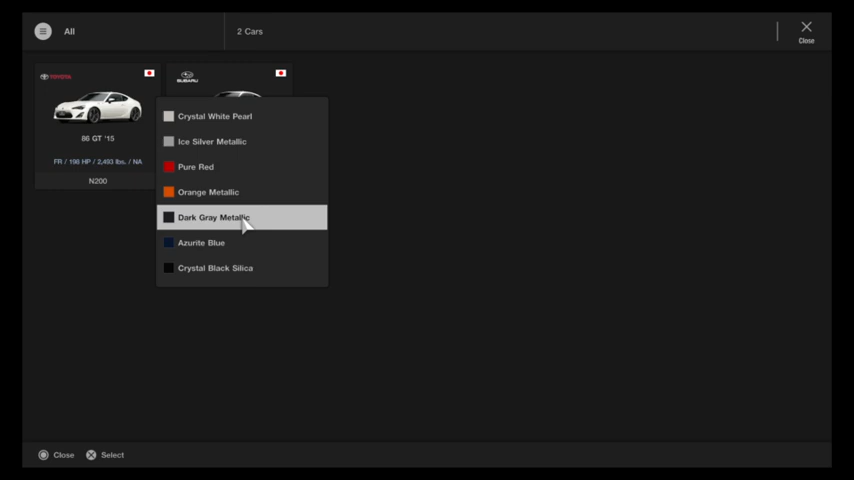 All
2 Cars
Close
TOYOTA
SUBARU
86 GT '15
FR / 198 HP / 2,493 lbs. / NA
N200
Crystal White Pearl
Ice Silver Metallic
Pure Red
Orange Metallic
Dark Gray Metallic
Azurite Blue
Crystal Black Silica
Close
Select